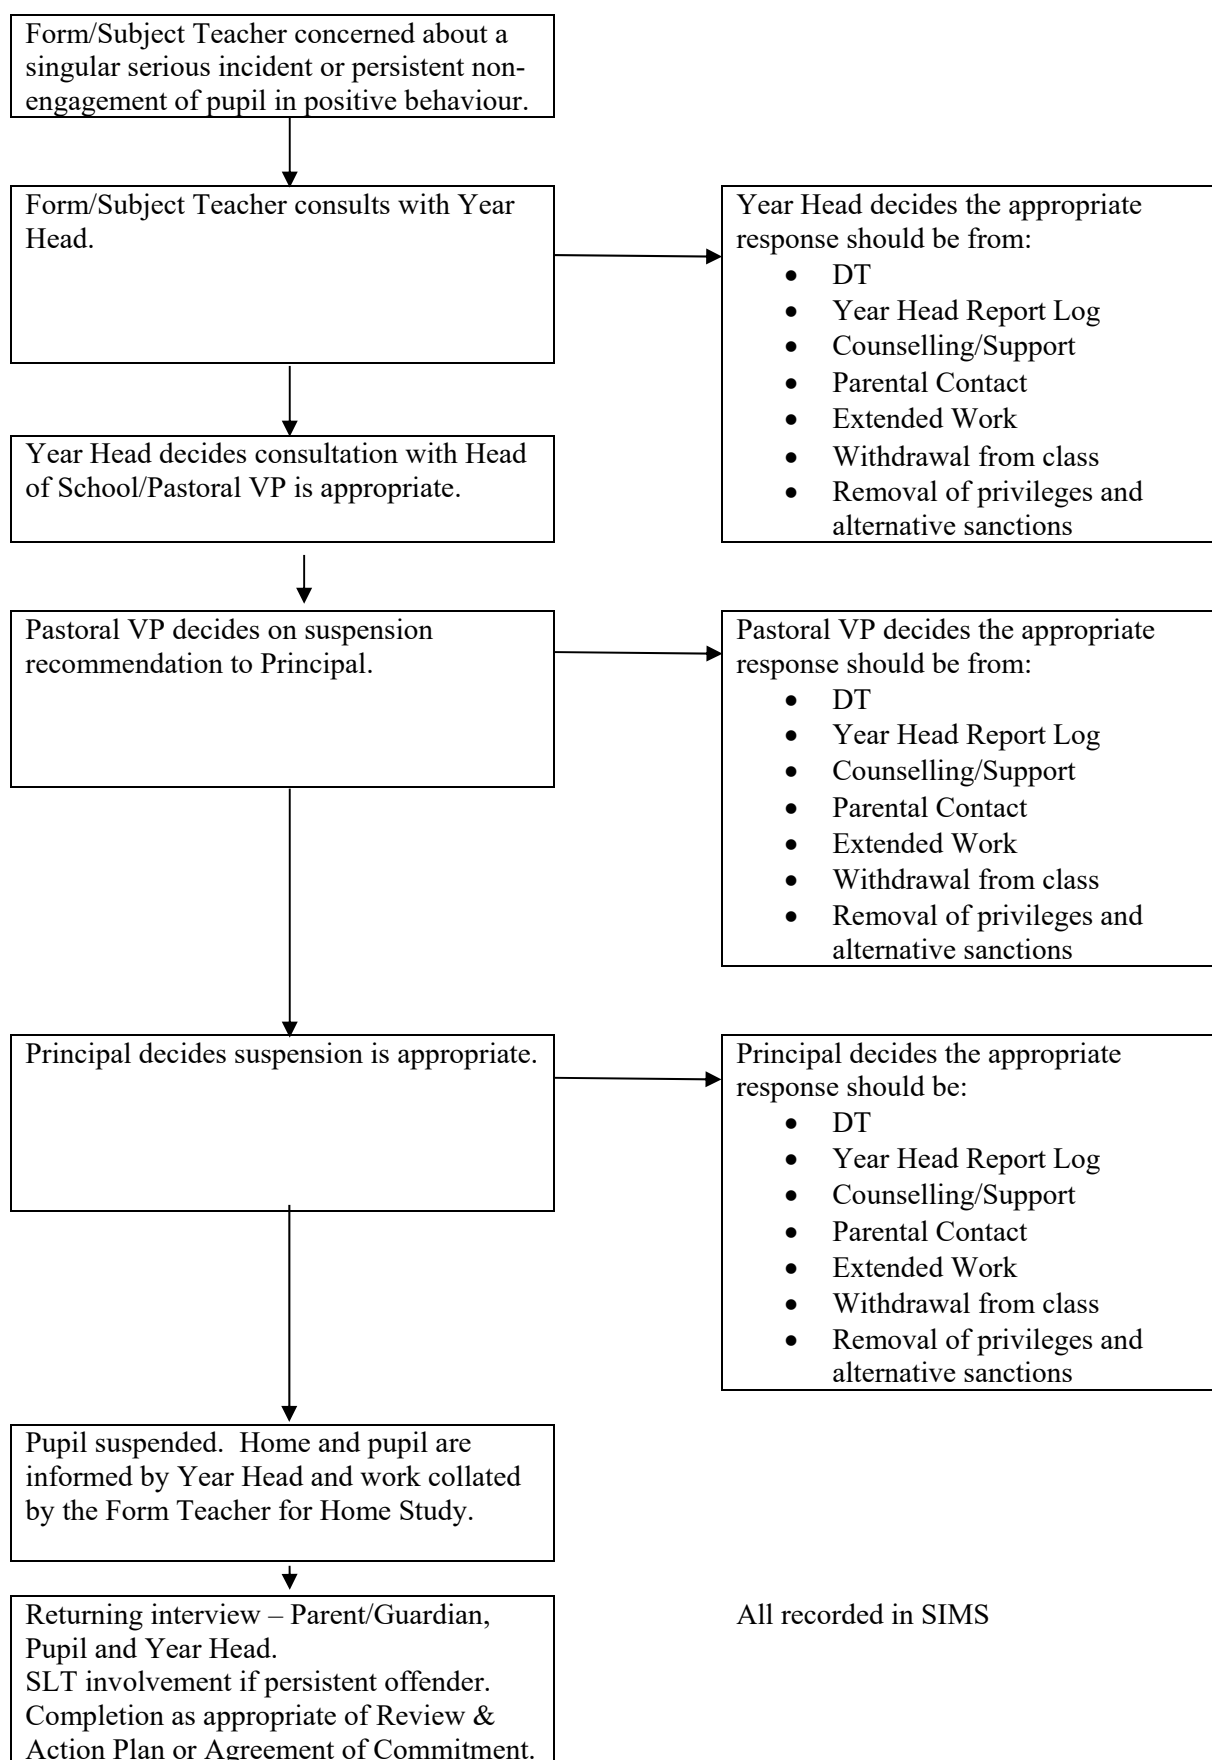 Form/Subject Teacher concerned about a
singular serious incident or persistent non-
engagement of pupil in positive behaviour.
Form/Subject Teacher consults with Year
Head.
Year Head decides the appropriate
response should be from:
• DT
• Year Head Report Log
• Counselling/Support
• Parental Contact
• Extended Work
• Withdrawal from class
• Removal of privileges and
alternative sanctions
Year Head decides consultation with Head
of School/Pastoral VP is appropriate.
Pastoral VP decides on suspension
recommendation to Principal.
Pastoral VP decides the appropriate
response should be from:
• DT
• Year Head Report Log
• Counselling/Support
• Parental Contact
• Extended Work
• Withdrawal from class
• Removal of privileges and
alternative sanctions
Principal decides suspension is appropriate.
Principal decides the appropriate
response should be:
• DT
• Year Head Report Log
• Counselling/Support
• Parental Contact
• Extended Work
• Withdrawal from class
• Removal of privileges and
alternative sanctions
Pupil suspended.  Home and pupil are
informed by Year Head and work collated
by the Form Teacher for Home Study.
Returning interview – Parent/Guardian,
Pupil and Year Head.
SLT involvement if persistent offender.
Completion as appropriate of Review &
Action Plan or Agreement of Commitment.
All recorded in SIMS